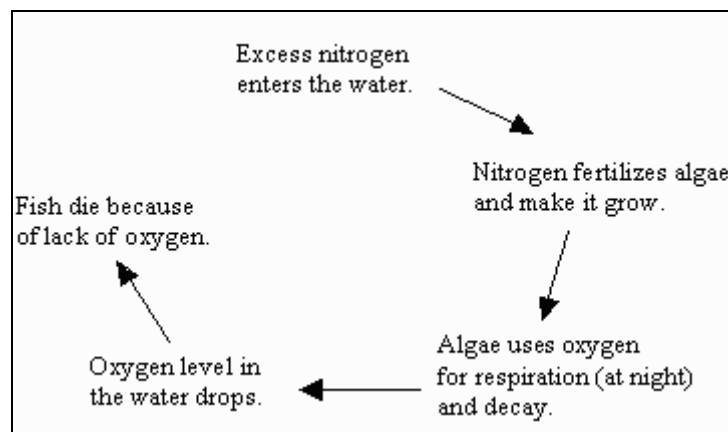 Excess nitrogen
enters the water.
Nitrogen fertilizes algae
and make it grow.
Algae uses oxygen
for respiration (at night)
and decay.
Oxygen level in
the water drops.
Fish die because
of lack of oxygen.